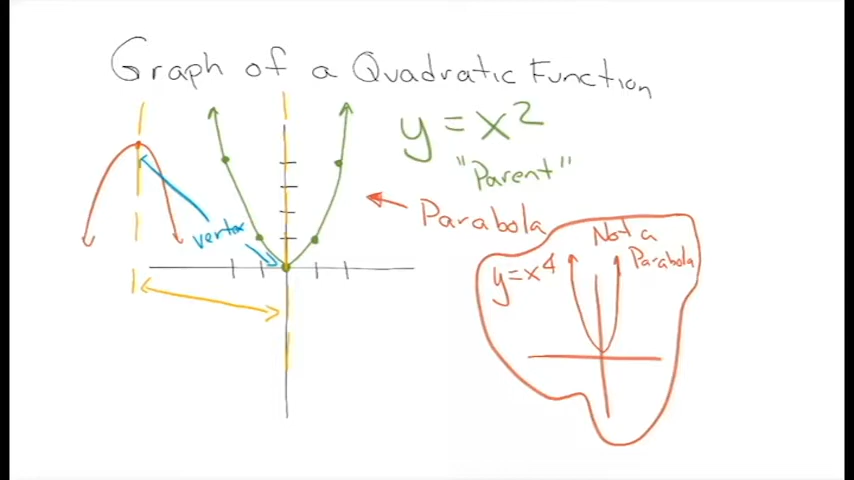 Graph of a Quadratic Function
y = x2
"Parent"
Parabola
vertex
Not a
Parabola
y=x4